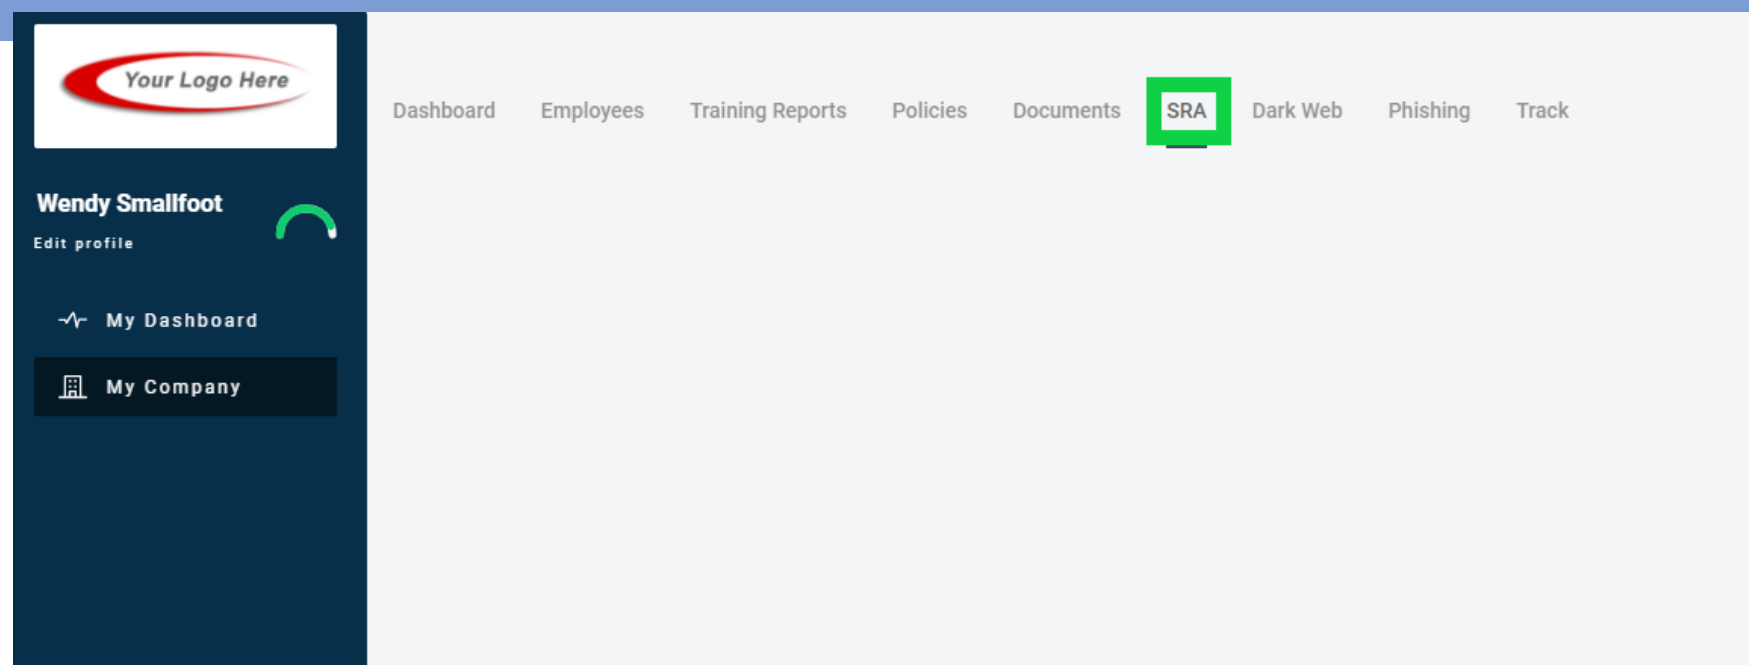 Your Logo Here
Dashboard Employees Training Reports Policies Documents SRA Dark Web Phishing Track
Wendy Smallfoot
Edit profile
My Dashboard
My Company